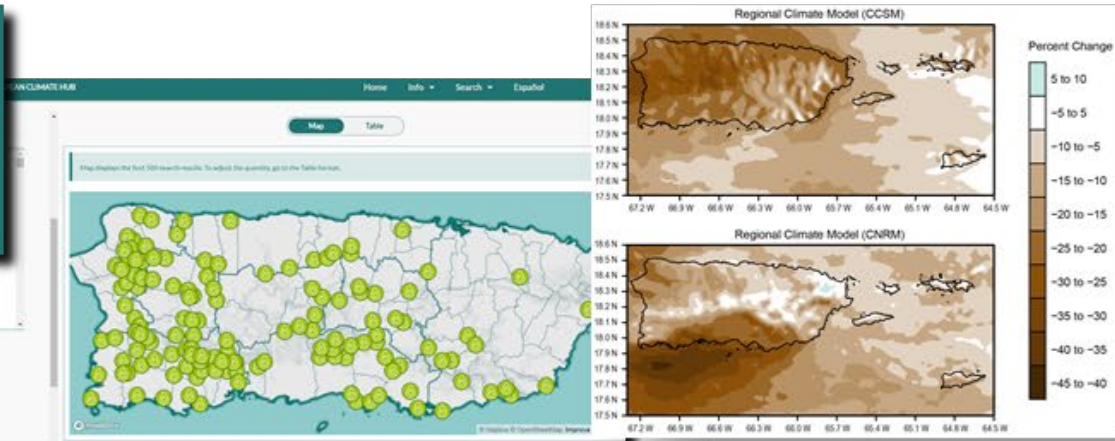 EAN CLIMATE HUB
Home
Info
Search
Español
Map
Table
Map displays the first 500 search results. To adjust the quantity, go to the Table format.
© Mapbox © OpenStreetMap Improve
Regional Climate Model (CCSM)
18.6 N
18.5 N
18.4 N
18.3 N
18.2 N
18.1 N
18.0 N
17.9 N
17.8 N
17.7 N
17.6 N
17.5 N
67.2 W 66.9 W 66.6 W 66.3 W 66.0 W 65.7 W 65.4 W 65.1 W 64.8 W 64.5 W
Regional Climate Model (CNRM)
18.6 N
18.5 N
18.4 N
18.3 N
18.2 N
18.1 N
18.0 N
17.9 N
17.8 N
17.7 N
17.6 N
17.5 N
67.2 W 66.9 W 66.6 W 66.3 W 66.0 W 65.7 W 65.4 W 65.1 W 64.8 W 64.5 W
Percent Change
5 to 10
−5 to 5
−10 to −5
−15 to −10
−20 to −15
−25 to −20
−30 to −25
−35 to −30
−40 to −35
−45 to −40